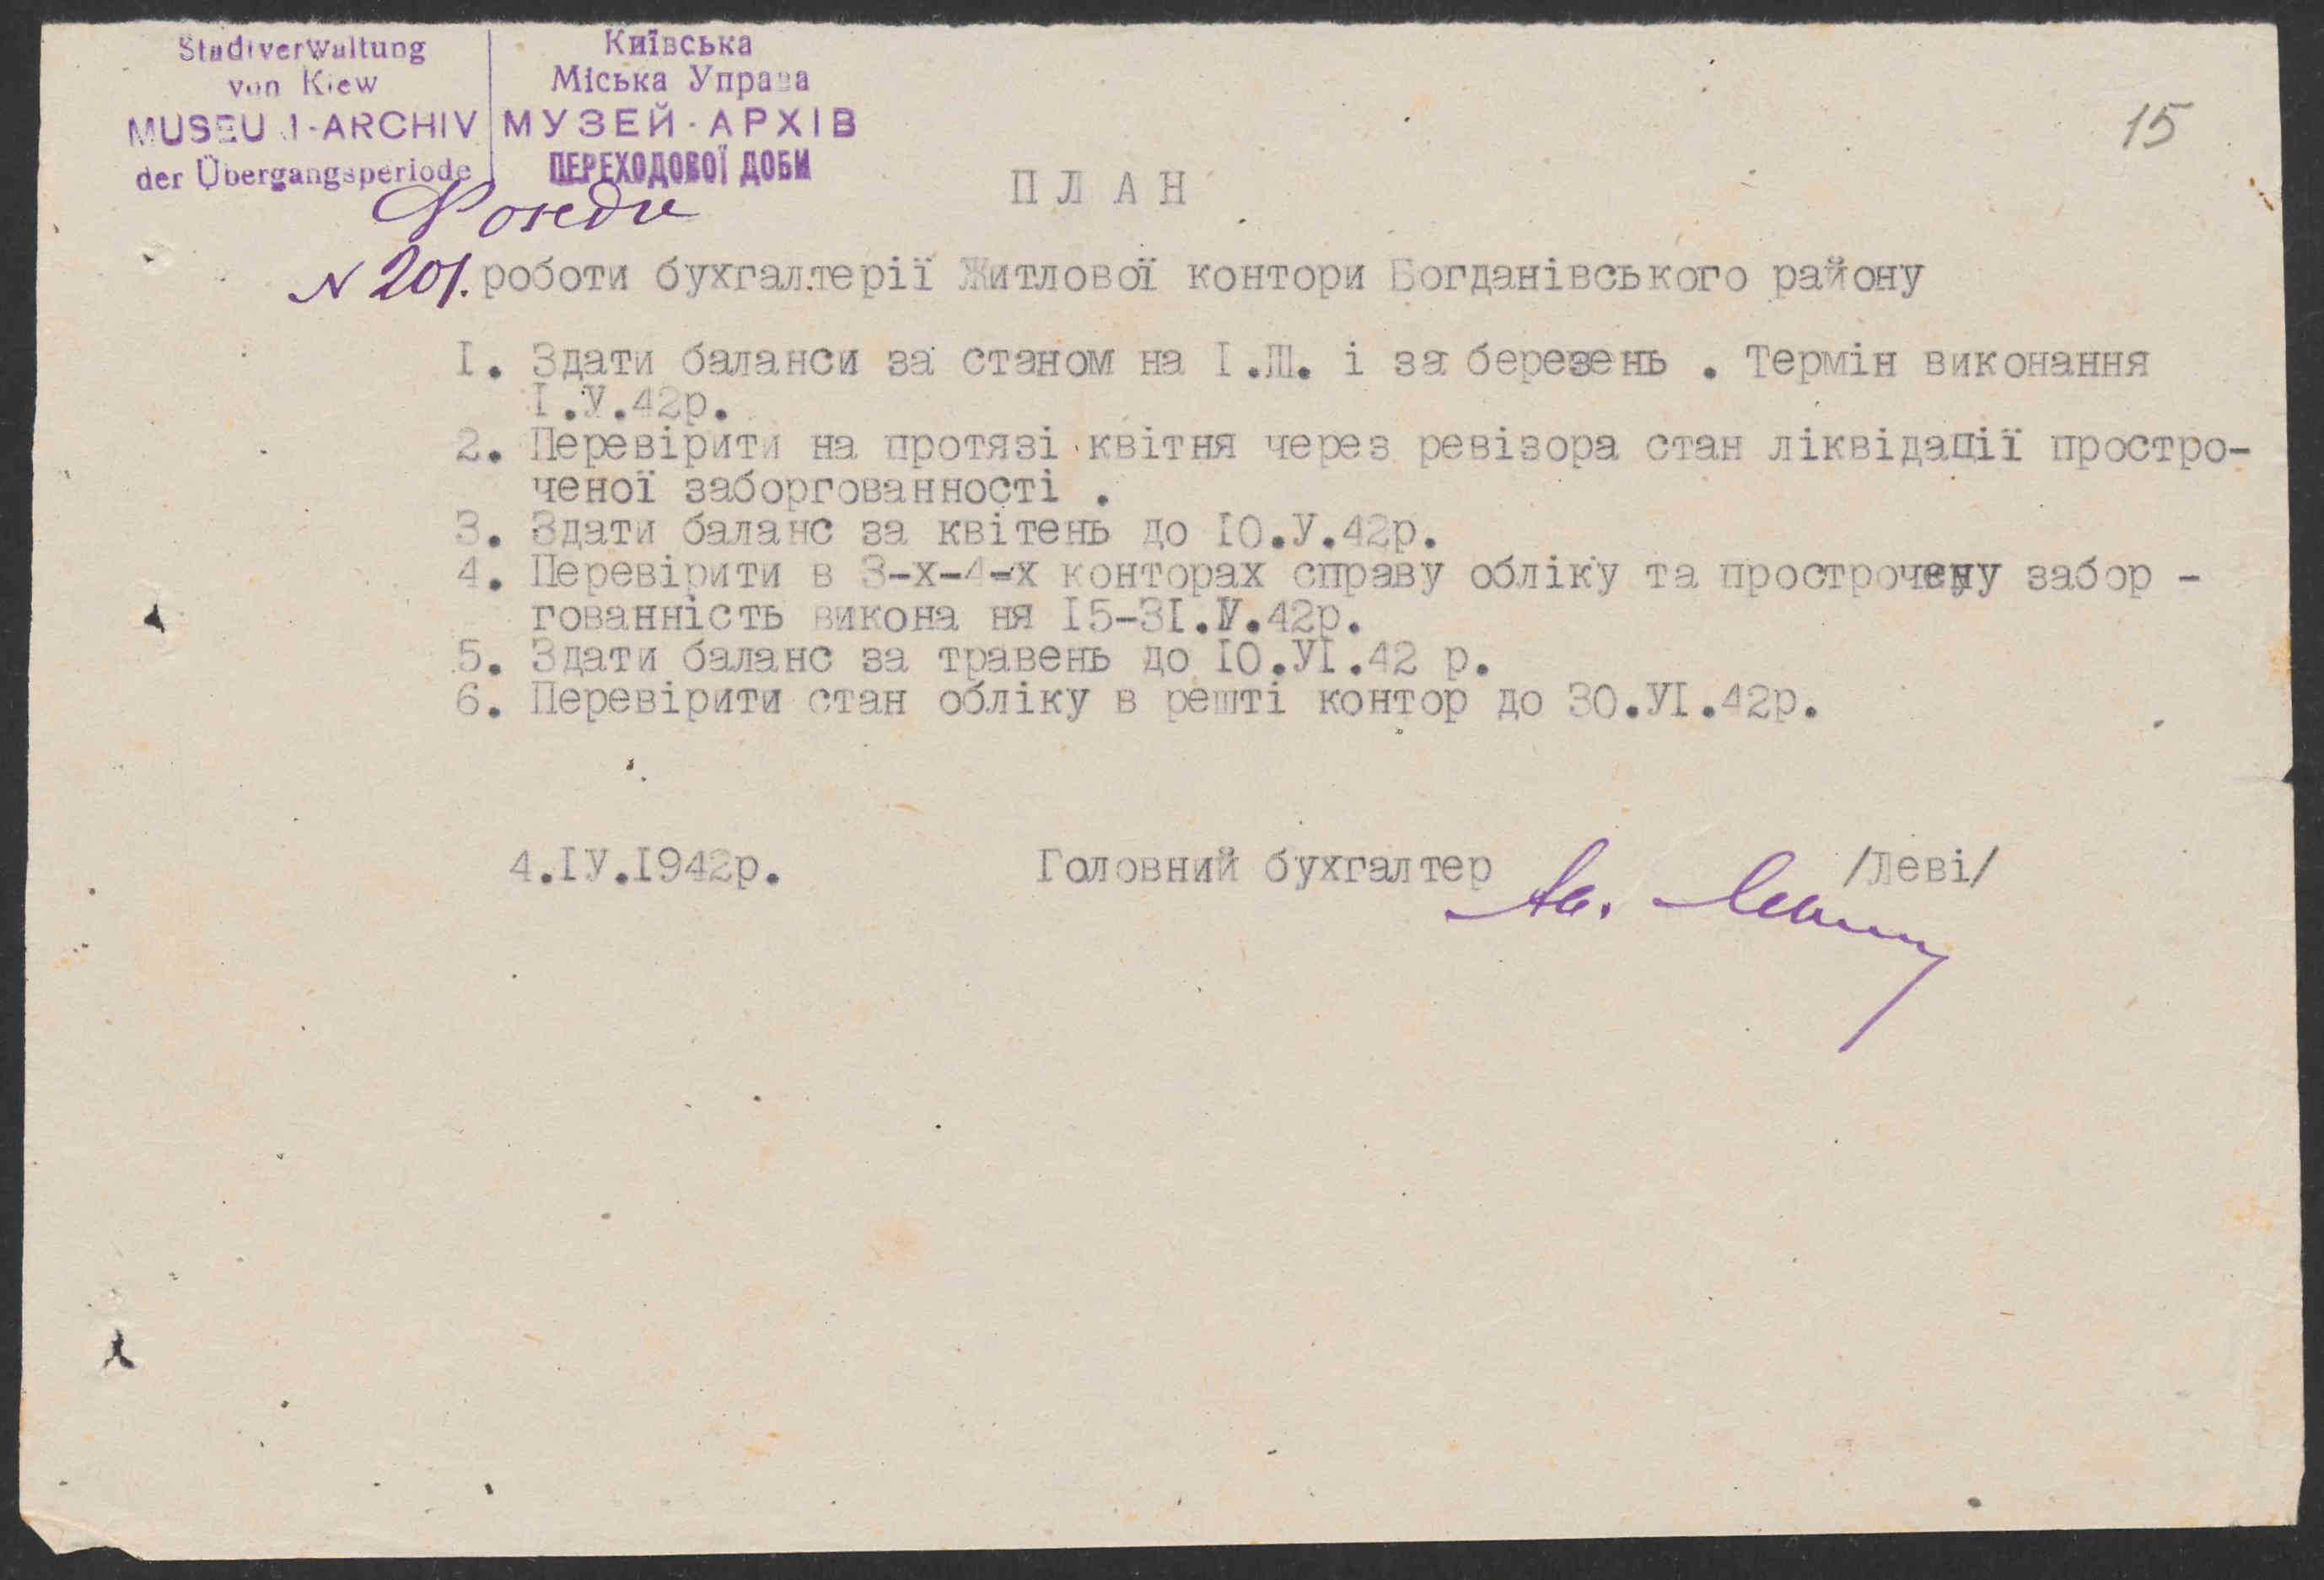 Stadtverwaltung
von Kiew
MUSEUM-ARCHIV
der Übergangsperiode
Київська
Міська Управа
МУЗЕЙ-АРХІВ
ПЕРЕХОДОВОЇ ДОБИ
15
ПЛАН
N 201.
роботи бухгалтерії Житлової контори Богданівського району
I. Здати баланси за станом на I.Ш. і за березень . Термін виконання
I.У.42р.
2. Перевірити на протязі квітня через ревізора стан ліквідації простро-
ченої заборгованності .
3. Здати баланс за квітень до IO.У.42р.
4. Перевірити в 3-х-4-х конторах справу обліку та прострочену забор -
гованність викона ня I5-3I.У.42р.
5. Здати баланс за травень до IO.УI.42 р.
6. Перевірити стан обліку в решті контор до 30.УI.42р.
4.IУ.I942р. Головний бухгалтер /Леві/